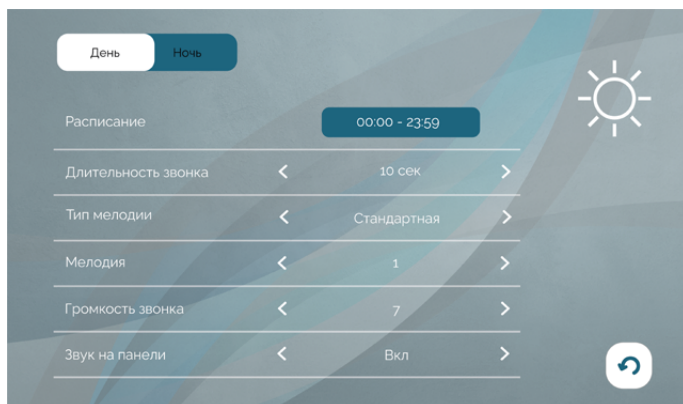 День Ночь
Расписание 00:00 - 23:59
Длительность звонка 10 сек
Тип мелодии Стандартная
Мелодия 1
Громкость звонка 7
Звук на панели Вкл